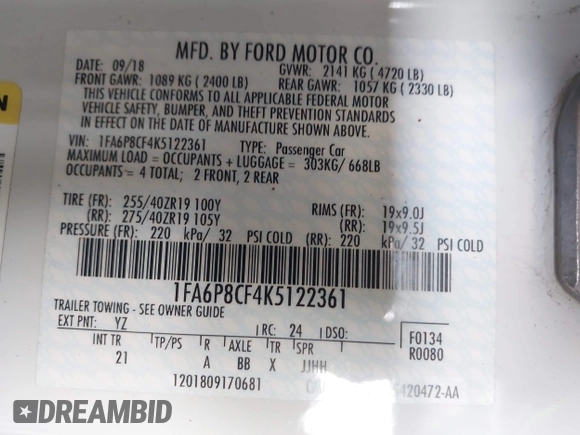 MFD. BY FORD MOTOR CO.
DATE: 09/18 GVWR: 2141 KG ( 4720 LB)
FRONT GAWR: 1089 KG ( 2400 LB) REAR GAWR: 1057 KG ( 2330 LB)
THIS VEHICLE CONFORMS TO ALL APPLICABLE FEDERAL MOTOR
VEHICLE SAFETY, BUMPER, AND THEFT PREVENTION STANDARDS
IN EFFECT ON THE DATE OF MANUFACTURE SHOWN ABOVE.
VIN: 1FA6P8CF4K5122361 TYPE: Passenger Car
MAXIMUM LOAD = OCCUPANTS + LUGGAGE = 303KG/ 668LB
OCCUPANTS = 4 TOTAL; 2 FRONT, 2 REAR
TIRE (FR): 255/40ZR19 100Y RIMS (FR): 19x9.0J
(RR): 275/40ZR19 105Y (RR): 19x9.5J
PRESSURE (FR): 220 kPa/ 32 PSI COLD (RR): 220 kPa/ 32 PSI COLD
1FA6P8CF4K5122361
TRAILER TOWING - SEE OWNER GUIDE
EXT PNT: YZ RC: 24 DSO: F0134
INT TR TP/PS R AXLE TR SPR R0080
21 A BB X JJHH
1201809170681 420472-AA
DREAMBID